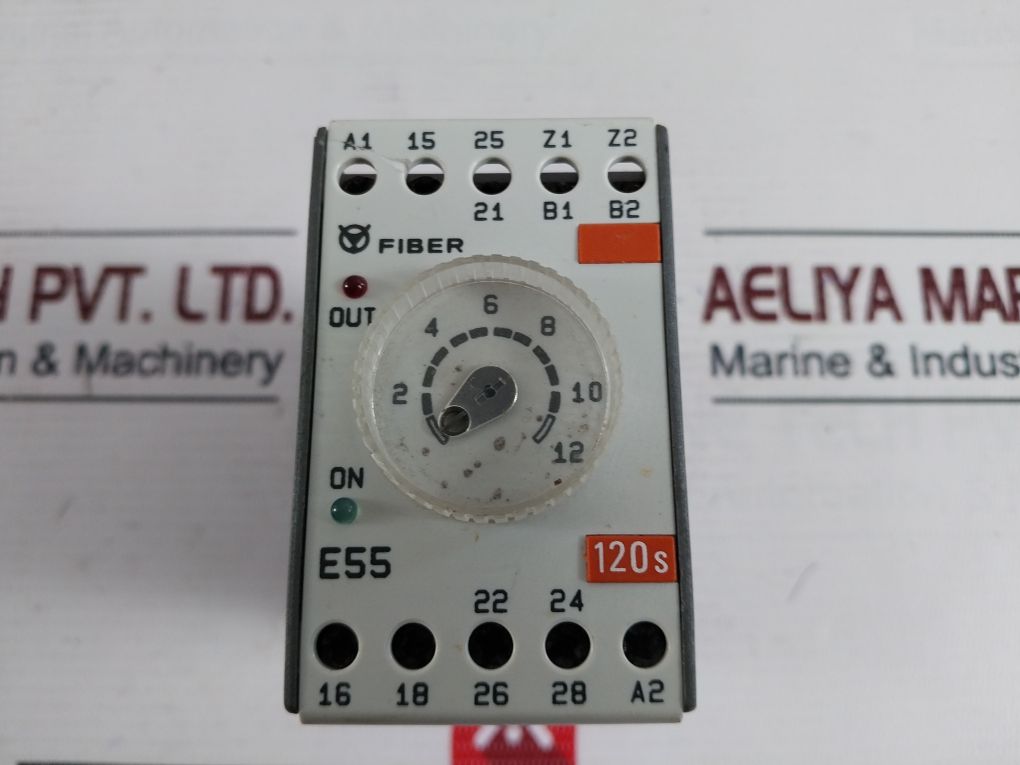 A1 15 25 Z1 Z2
21 B1 B2
FIBER
OUT
2 4 6 8 10 12
ON
E55
120s
22 24
16 18 26 28 A2
H PVT. LTD.
n & Machinery
AELIYA MAR
Marine & Indus